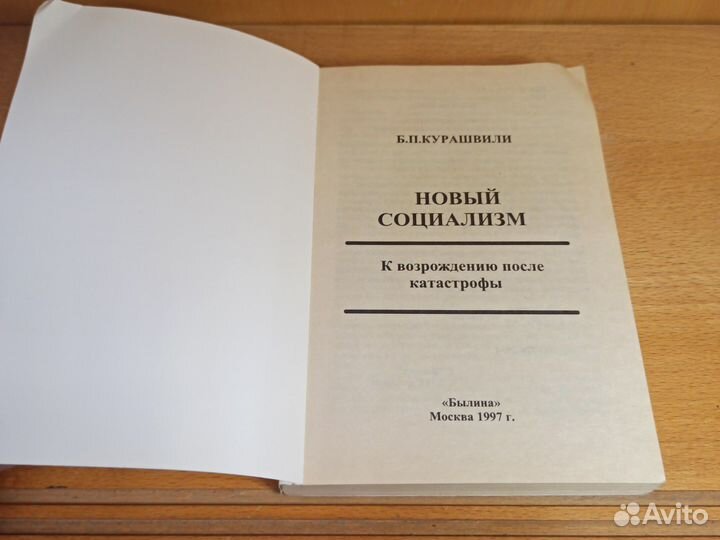 Б.П.КУРАШВИЛИ
НОВЫЙ
СОЦИАЛИЗМ
К возрождению после
катастрофы
«Былина»
Москва 1997 г.
Avito